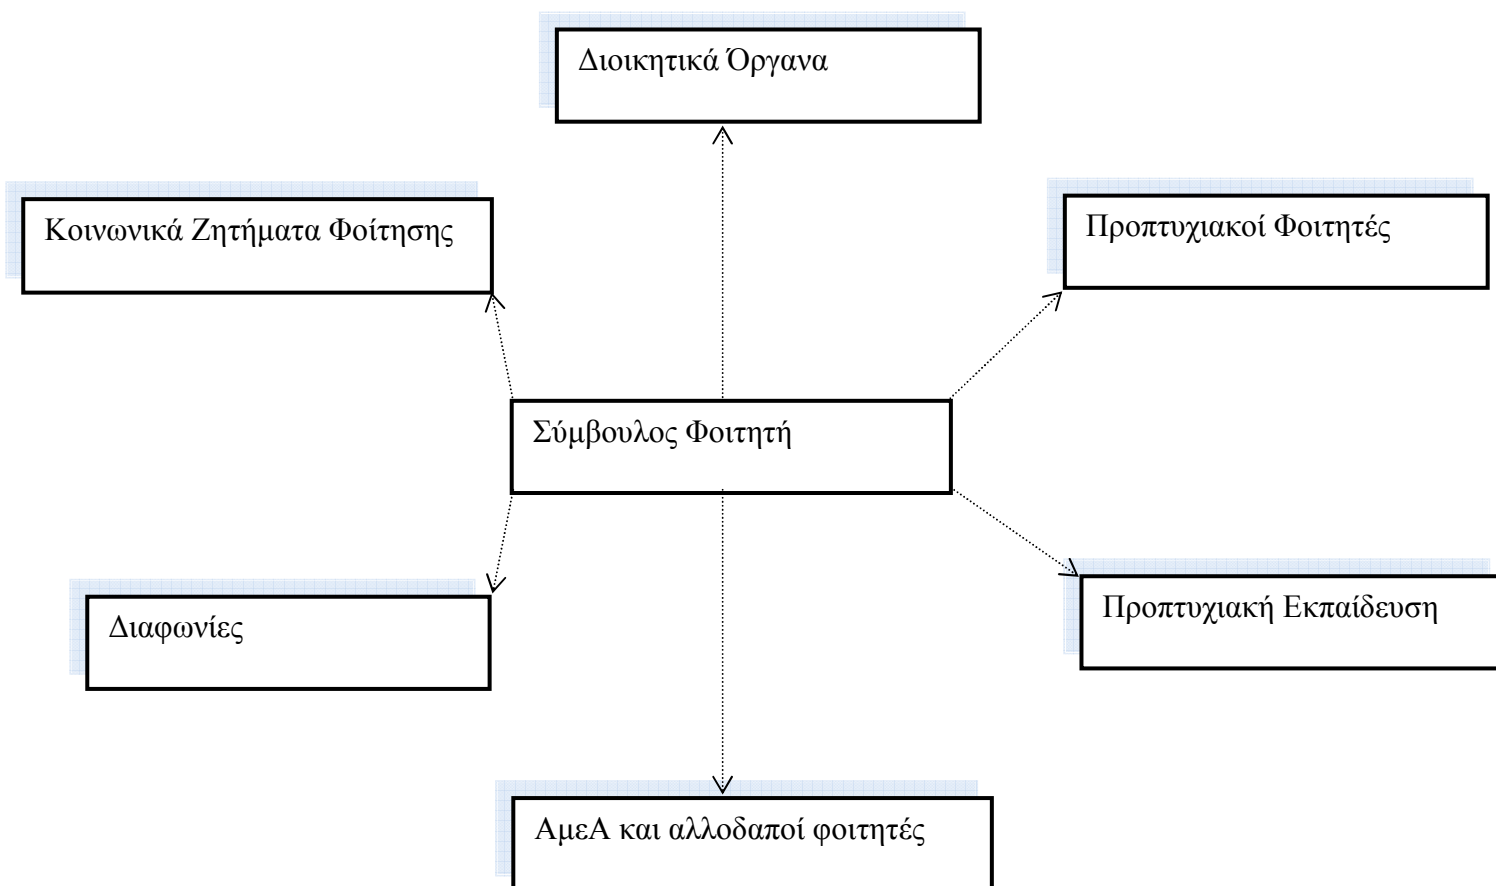 Διοικητικά Όργανα
Κοινωνικά Ζητήματα Φοίτησης
Προπτυχιακοί Φοιτητές
Σύμβουλος Φοιτητή
Διαφωνίες
Προπτυχιακή Εκπαίδευση
ΑμεΑ και αλλοδαποί φοιτητές